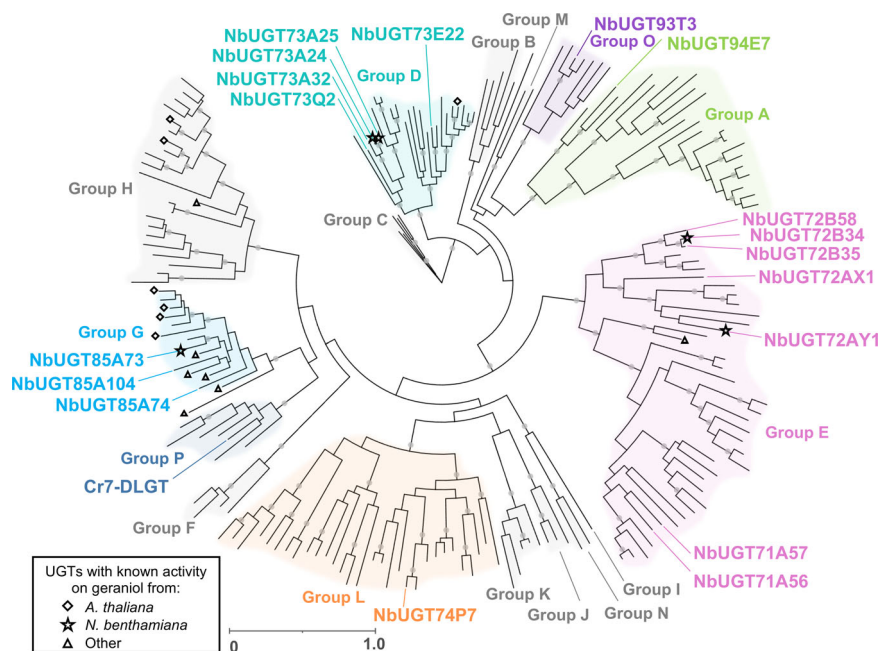 Group M
NbUGT73A25
NbUGT73E22
Group B
NbUGT93T3
Group O
NbUGT94E7
NbUGT73A24
Group D
NbUGT73A32
NbUGT73Q2
Group A
Group H
Group C
NbUGT72B58
NbUGT72B34
NbUGT72B35
NbUGT72AX1
Group G
NbUGT72AY1
NbUGT85A73
NbUGT85A104
NbUGT85A74
Group E
Group P
Cr7-DLGT
Group F
NbUGT71A57
NbUGT71A56
Group L
NbUGT74P7
Group K
Group I
Group J
Group N
UGTs with known activity
on geraniol from:
A. thaliana
N. benthamiana
Other
0 1.0